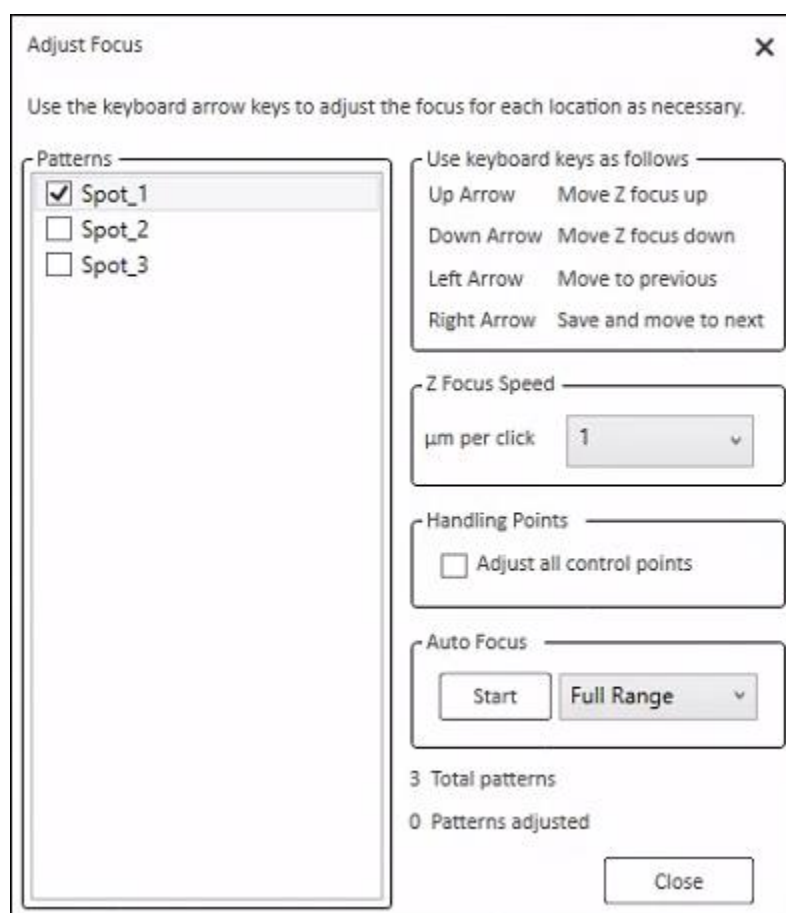 Adjust Focus
Use the keyboard arrow keys to adjust the focus for each location as necessary.
Patterns
Spot_1
Spot_2
Spot_3
Use keyboard keys as follows
Up Arrow Move Z focus up
Down Arrow Move Z focus down
Left Arrow Move to previous
Right Arrow Save and move to next
Z Focus Speed
µm per click 1
Handling Points
Adjust all control points
Auto Focus
Start Full Range
3 Total patterns
0 Patterns adjusted
Close